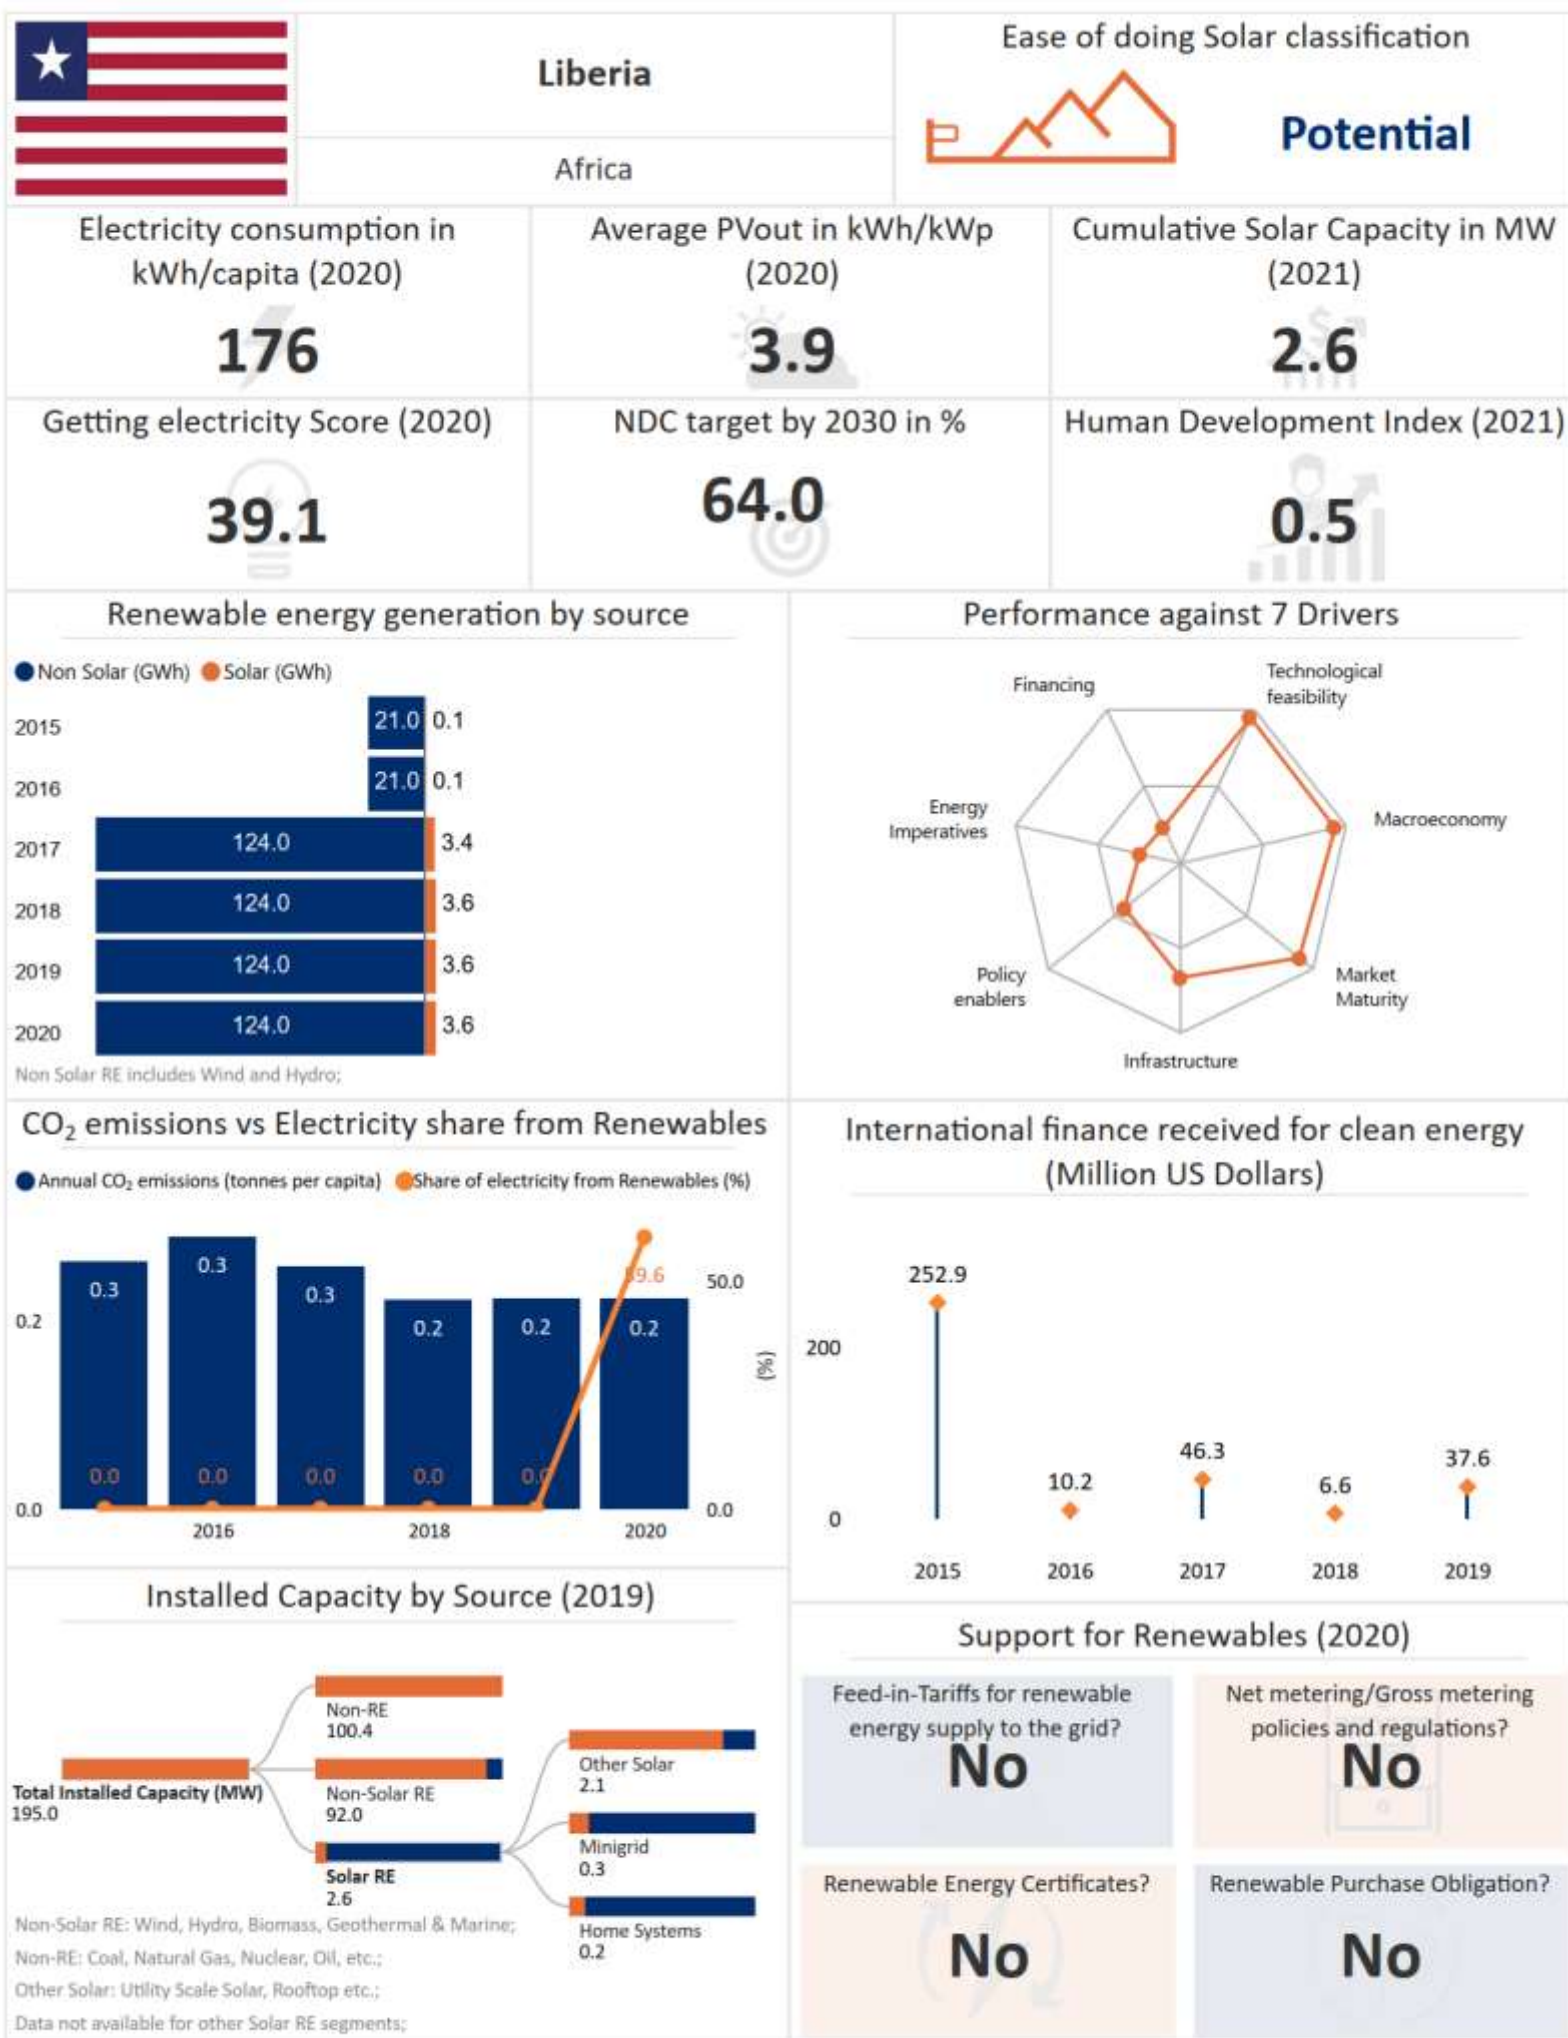 Liberia
Africa
Ease of doing Solar classification
Potential
Electricity consumption in
kWh/capita (2020)
176
Average PVout in kWh/kWp
(2020)
3.9
Cumulative Solar Capacity in MW
(2021)
2.6
Getting electricity Score (2020)
39.1
NDC target by 2030 in %
64.0
Human Development Index (2021)
0.5
Renewable energy generation by source
Non Solar (GWh) Solar (GWh)
2015 21.0 0.1
2016 21.0 0.1
2017 124.0 3.4
2018 124.0 3.6
2019 124.0 3.6
2020 124.0 3.6
Non Solar RE includes Wind and Hydro;
Performance against 7 Drivers
Financing
Technological
feasibility
Energy
Imperatives
Macroeconomy
Policy
enablers
Market
Maturity
Infrastructure
CO₂ emissions vs Electricity share from Renewables
Annual CO₂ emissions (tonnes per capita) Share of electricity from Renewables (%)
0.3 0.3 0.3 0.2 0.2 0.2
50.0
0.2
(%)
0.0 0.0 0.0 0.0
0.0 0.0
2016 2018 2020
International finance received for clean energy
(Million US Dollars)
252.9
200
46.3
10.2 6.6 37.6
0
2015 2016 2017 2018 2019
Installed Capacity by Source (2019)
Total Installed Capacity (MW)
195.0
Non-RE
100.4
Non-Solar RE
92.0
Solar RE
2.6
Other Solar
2.1
Minigrid
0.3
Home Systems
0.2
Non-Solar RE: Wind, Hydro, Biomass, Geothermal & Marine;
Non-RE: Coal, Natural Gas, Nuclear, Oil, etc.;
Other Solar: Utility Scale Solar, Rooftop etc.;
Data not available for other Solar RE segments;
Support for Renewables (2020)
Feed-in-Tariffs for renewable
energy supply to the grid?
No
Net metering/Gross metering
policies and regulations?
No
Renewable Energy Certificates?
No
Renewable Purchase Obligation?
No